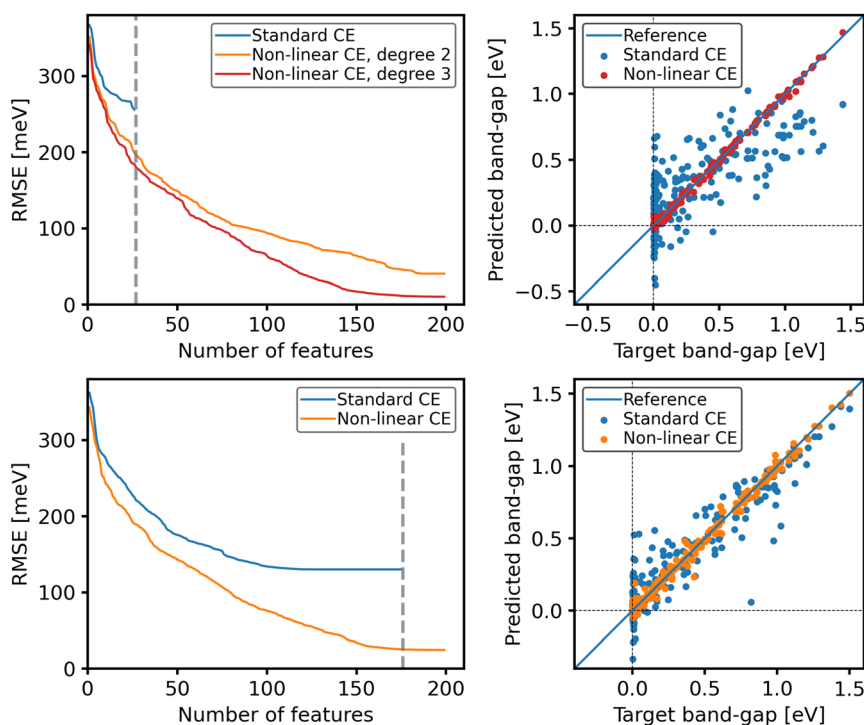 Standard CE
Non-linear CE, degree 2
Non-linear CE, degree 3
300
200
100
0
RMSE [meV]
0 50 100 150 200
Number of features
Reference
Standard CE
Non-linear CE
1.5
1.0
0.5
0.0
−0.5
Predicted band-gap [eV]
−0.5 0.0 0.5 1.0 1.5
Target band-gap [eV]
Standard CE
Non-linear CE
300
200
100
0
RMSE [meV]
0 50 100 150 200
Number of features
Reference
Standard CE
Non-linear CE
1.5
1.0
0.5
0.0
Predicted band-gap [eV]
0.0 0.5 1.0 1.5
Target band-gap [eV]